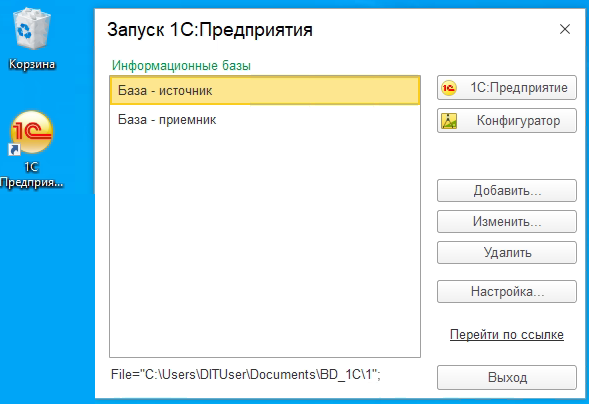 Корзина
1С
Предприя...
Запуск 1С:Предприятия
Информационные базы
База - источник
База - приемник
1С:Предприятие
Конфигуратор
Добавить...
Изменить...
Удалить
Настройка...
Перейти по ссылке
File="C:\Users\DITUser\Documents\BD_1C\1";
Выход